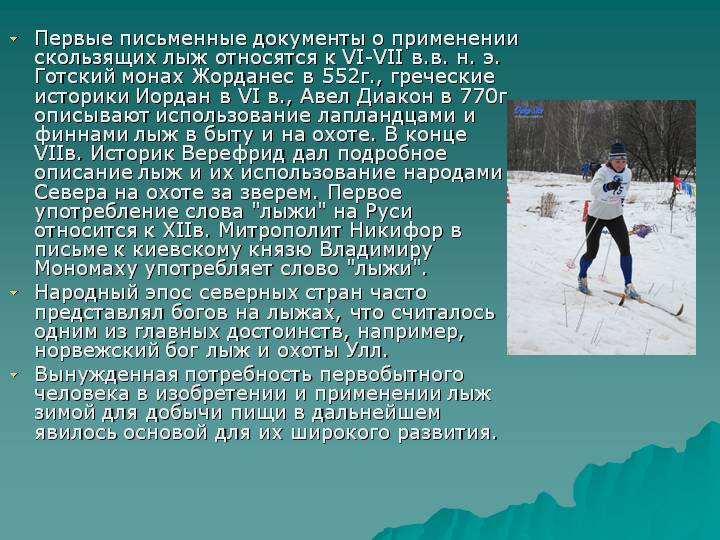 Первые письменные документы о применении
скользящих лыж относятся к VI-VII в.в. н. э.
Готский монах Жорданес в 552г., греческие
историки Иордан в VI в., Авел Диакон в 770г
описывают использование лапландцами и
финнами лыж в быту и на охоте. В конце
VIIв. Историк Верефрид дал подробное
описание лыж и их использование народами
Севера на охоте за зверем. Первое
употребление слова "лыжи" на Руси
относится к XIIв. Митрополит Никифор в
письме к киевскому князю Владимиру
Мономаху употребляет слово "лыжи".
Народный эпос северных стран часто
представлял богов на лыжах, что считалось
одним из главных достоинств, например,
норвежский бог лыж и охоты Улл.
Вынужденная потребность первобытного
человека в изобретении и применении лыж
зимой для добычи пищи в дальнейшем
явилось основой для их широкого развития.